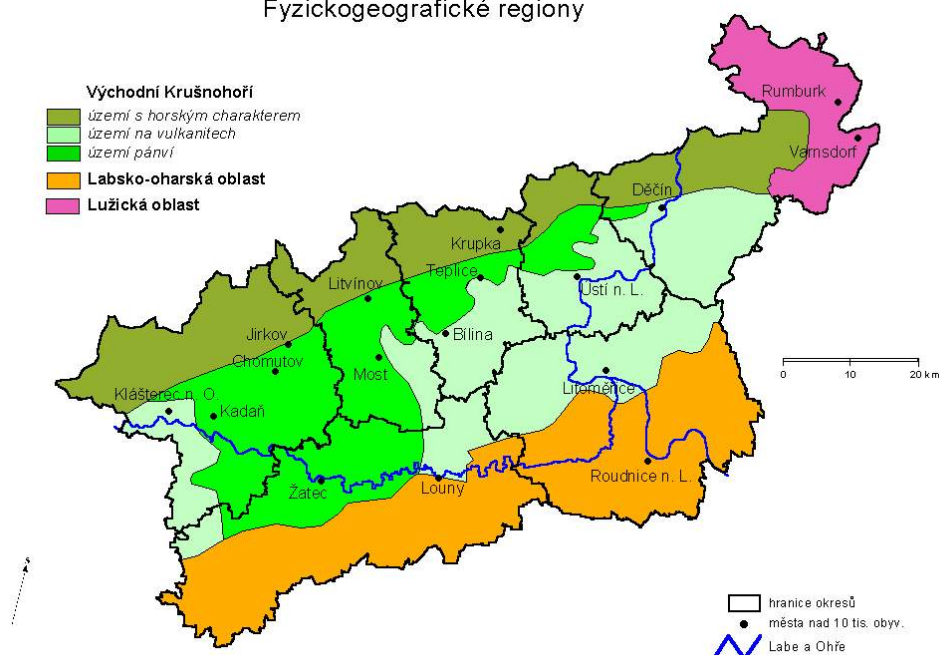 Fyzickogeografické regiony
Východní Krušnohoří
území s horským charakterem
území na vulkanitech
území pánví
Labsko-oharská oblast
Lužická oblast
Rumburk
Varnsdorf
Děčín
Krupka
Teplice
Ústí n. L.
Litvínov
Jirkov
Bílina
Chomutov
Most
Litoměřice
Klášterec n. O.
Kadaň
Žatec
Louny
Roudnice n. L.
0 10 20 km
s
hranice okresů
města nad 10 tis. obyv.
Labe a Ohře